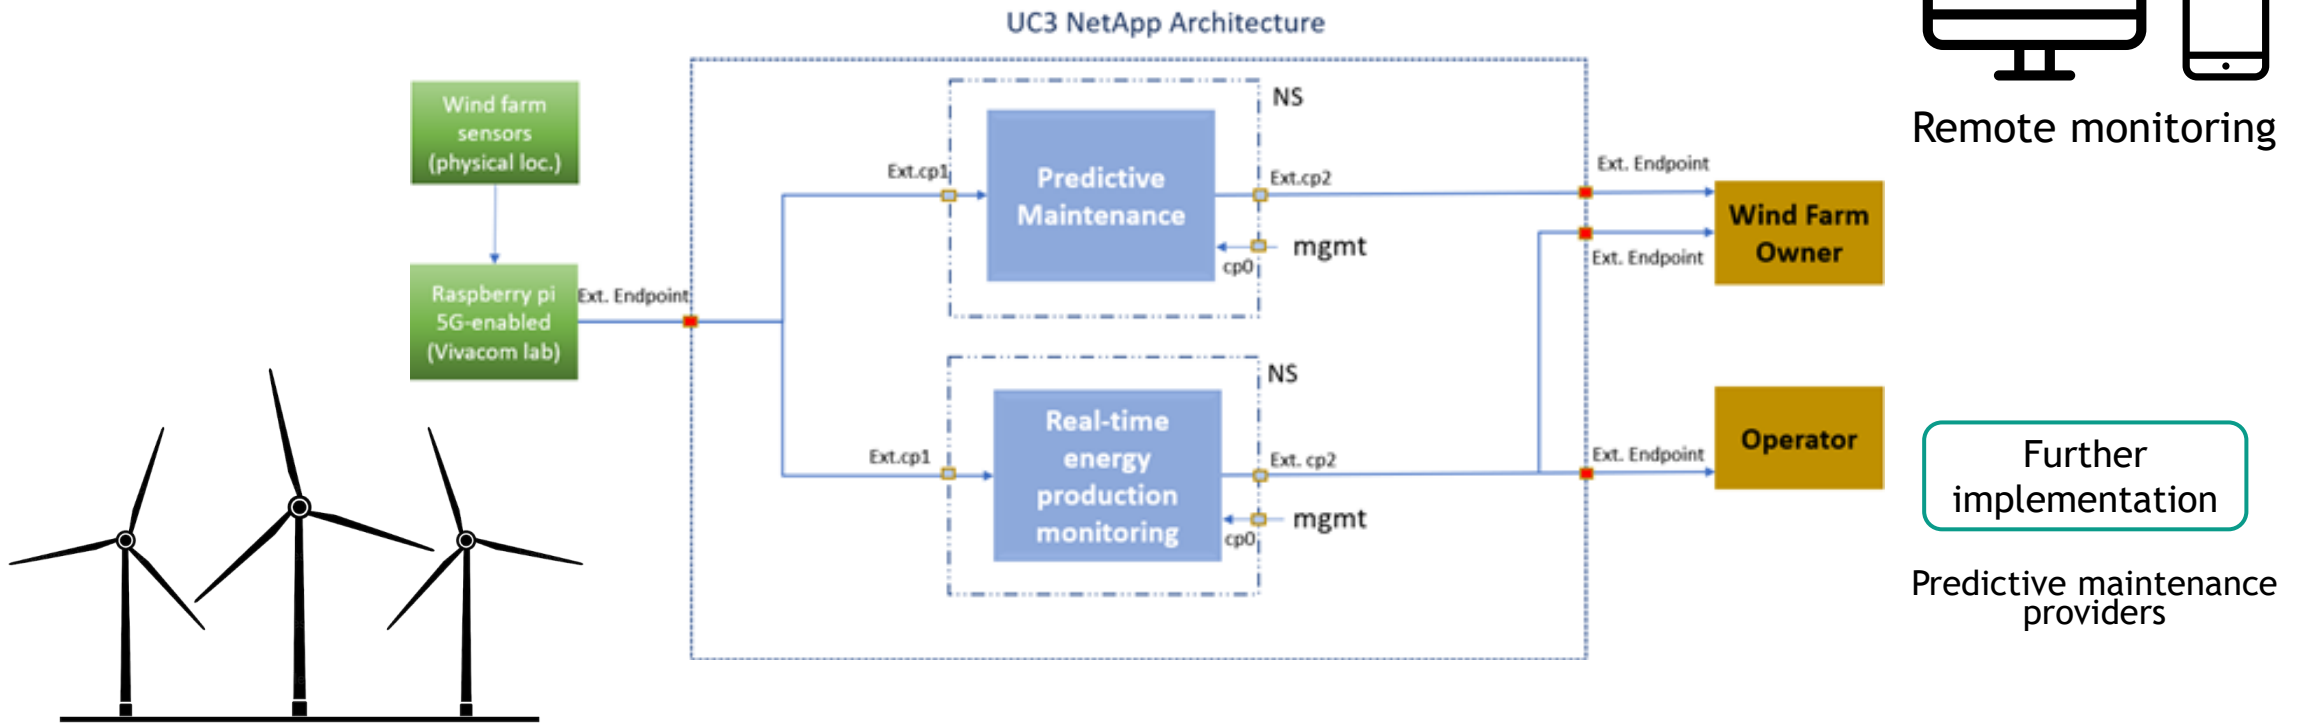 UC3 NetApp Architecture
Wind farm
sensors
(physical loc.)
Raspberry pi
5G-enabled
(Vivacom lab)
Ext. Endpoint
NS
Ext.cp1
Predictive
Maintenance
Ext.cp2
mgmt
cp0
NS
Ext.cp1
Real-time
energy
production
monitoring
Ext. cp2
mgmt
cp0
Ext. Endpoint
Ext. Endpoint
Wind Farm
Owner
Ext. Endpoint
Operator
Remote monitoring
Further
implementation
Predictive maintenance
providers